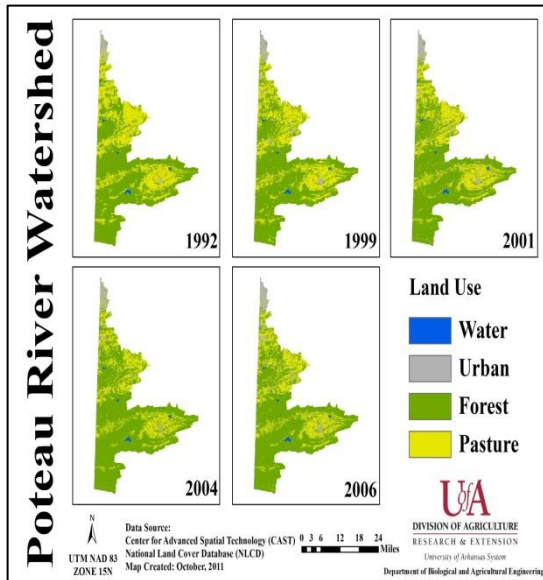 Poteau River Watershed
1992
1999
2001
2004
2006
Land Use
Water
Urban
Forest
Pasture
N
UTM NAD 83
ZONE 15N
Data Source:
Center for Advanced Spatial Technology (CAST)
National Land Cover Database (NLCD)
Map Created: October, 2011
0 3 6 12 18 24
Miles
UofA
DIVISION OF AGRICULTURE
RESEARCH & EXTENSION
University of Arkansas System
Department of Biological and Agricultural Engineering